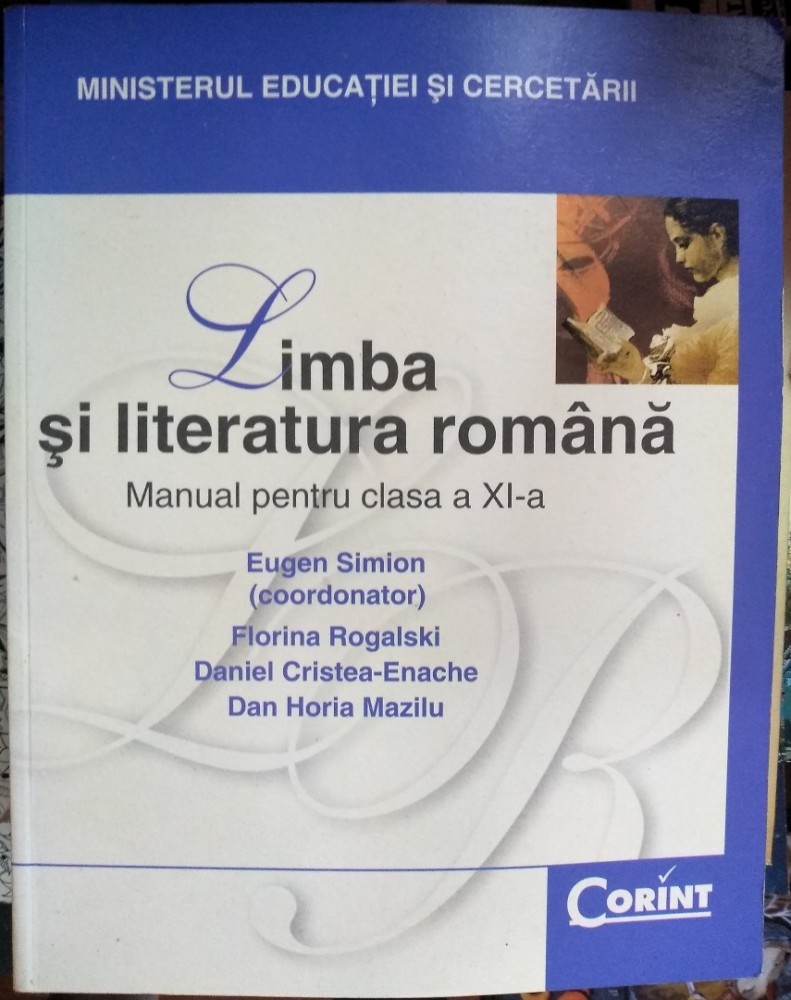 MINISTERUL EDUCAŢIEI ŞI CERCETĂRII
Limba
şi literatura română
Manual pentru clasa a XI-a
Eugen Simion
(coordonator)
Florina Rogalski
Daniel Cristea-Enache
Dan Horia Mazilu
CORINT